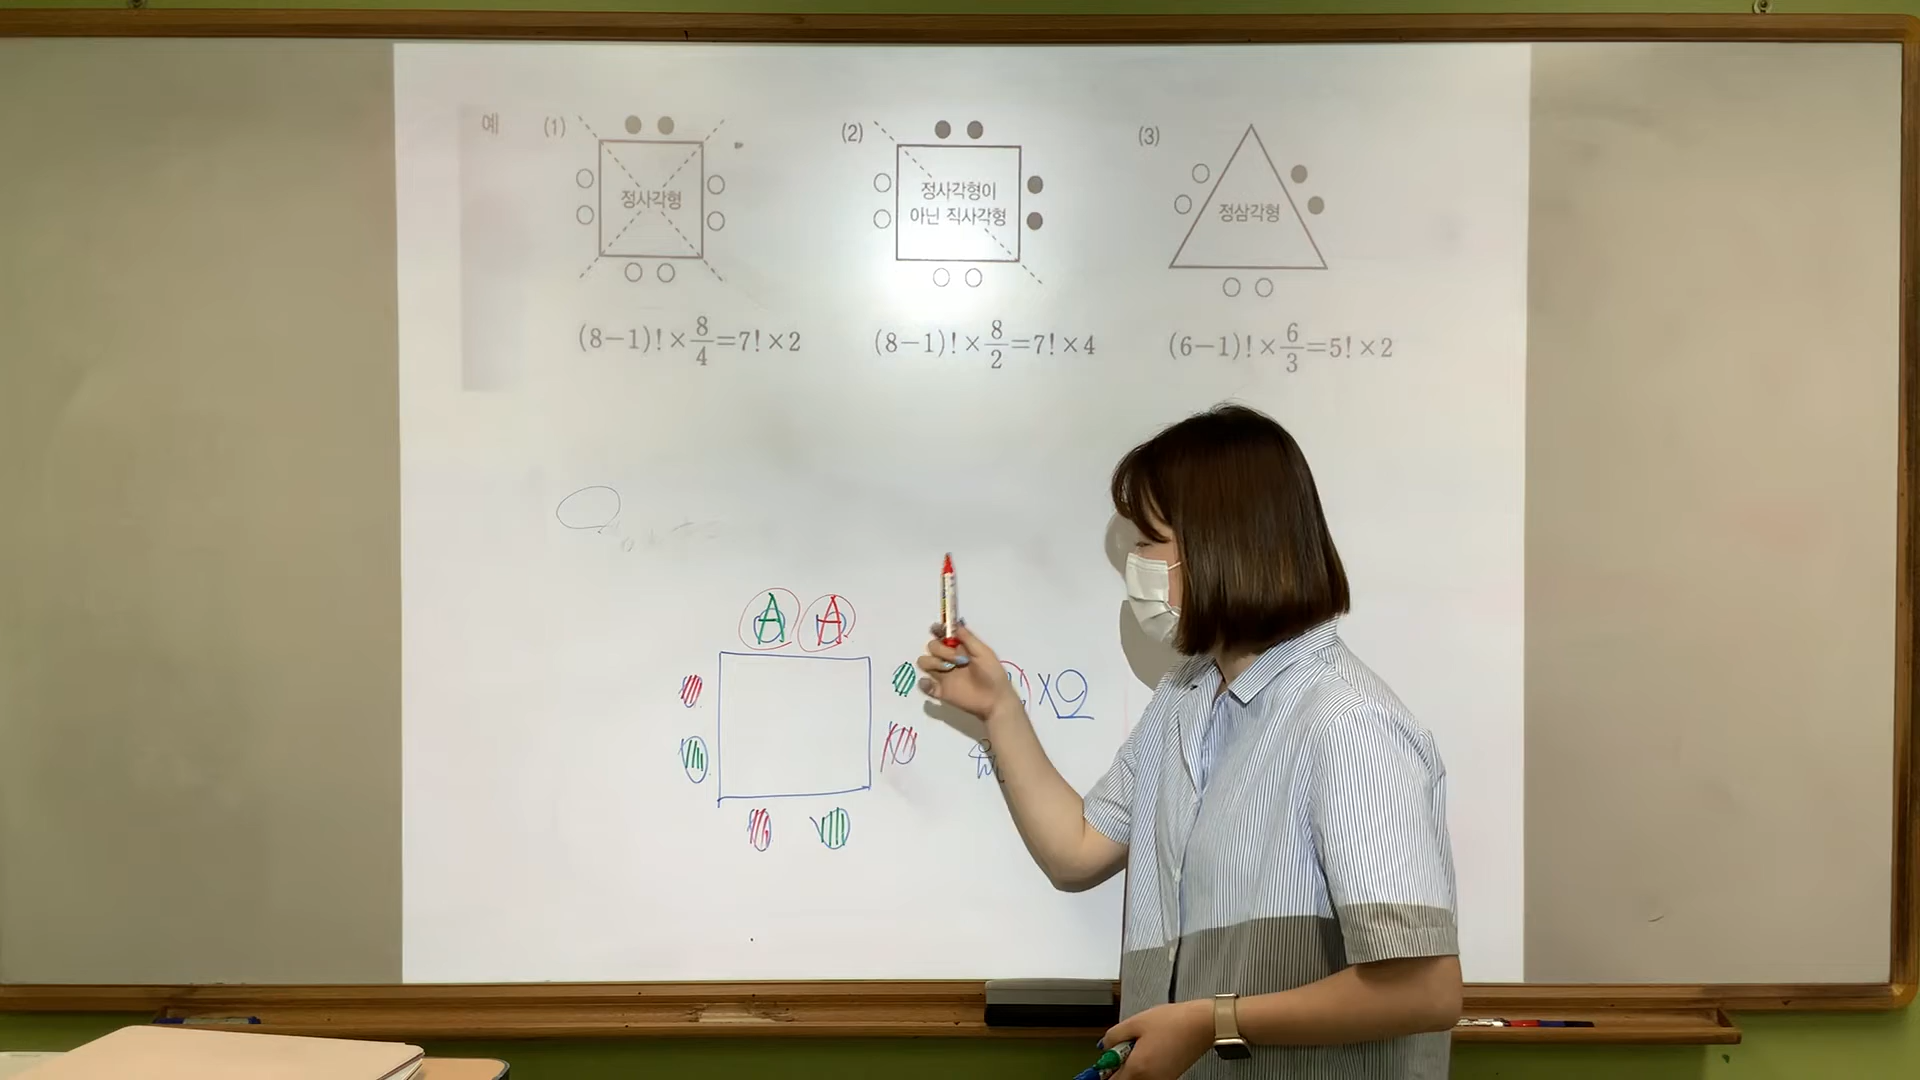 예 (1) (2) (3)
정사각형
정사각형이
아닌 직사각형
정삼각형
(8-1)!×8/4=7!×2
(8-1)!×8/2=7!×4
(6-1)!×6/3=5!×2
A A